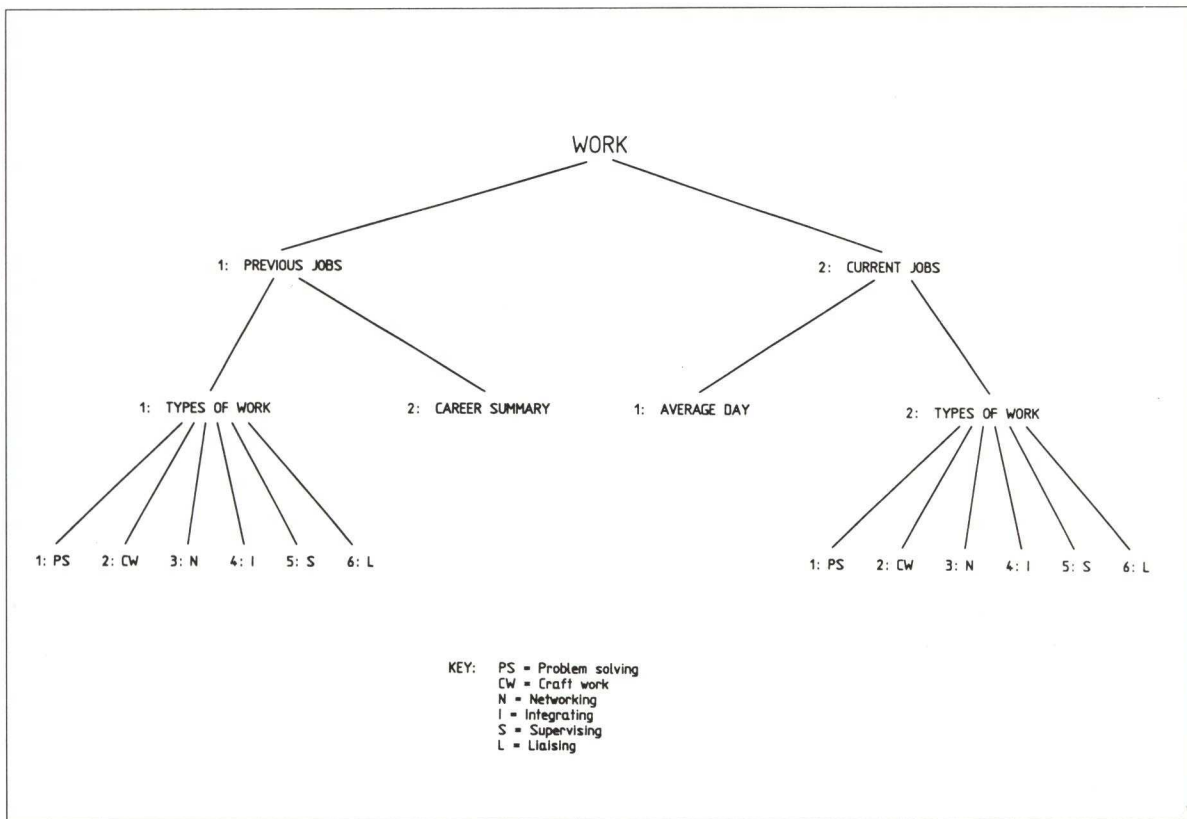 WORK
1: PREVIOUS JOBS
2: CURRENT JOBS
1: TYPES OF WORK
2: CAREER SUMMARY
1: AVERAGE DAY
2: TYPES OF WORK
1: PS 2: CW 3: N 4: I 5: S 6: L
1: PS 2: CW 3: N 4: I 5: S 6: L
KEY: PS = Problem solving
CW = Craft work
N = Networking
I = Integrating
S = Supervising
L = Liaising